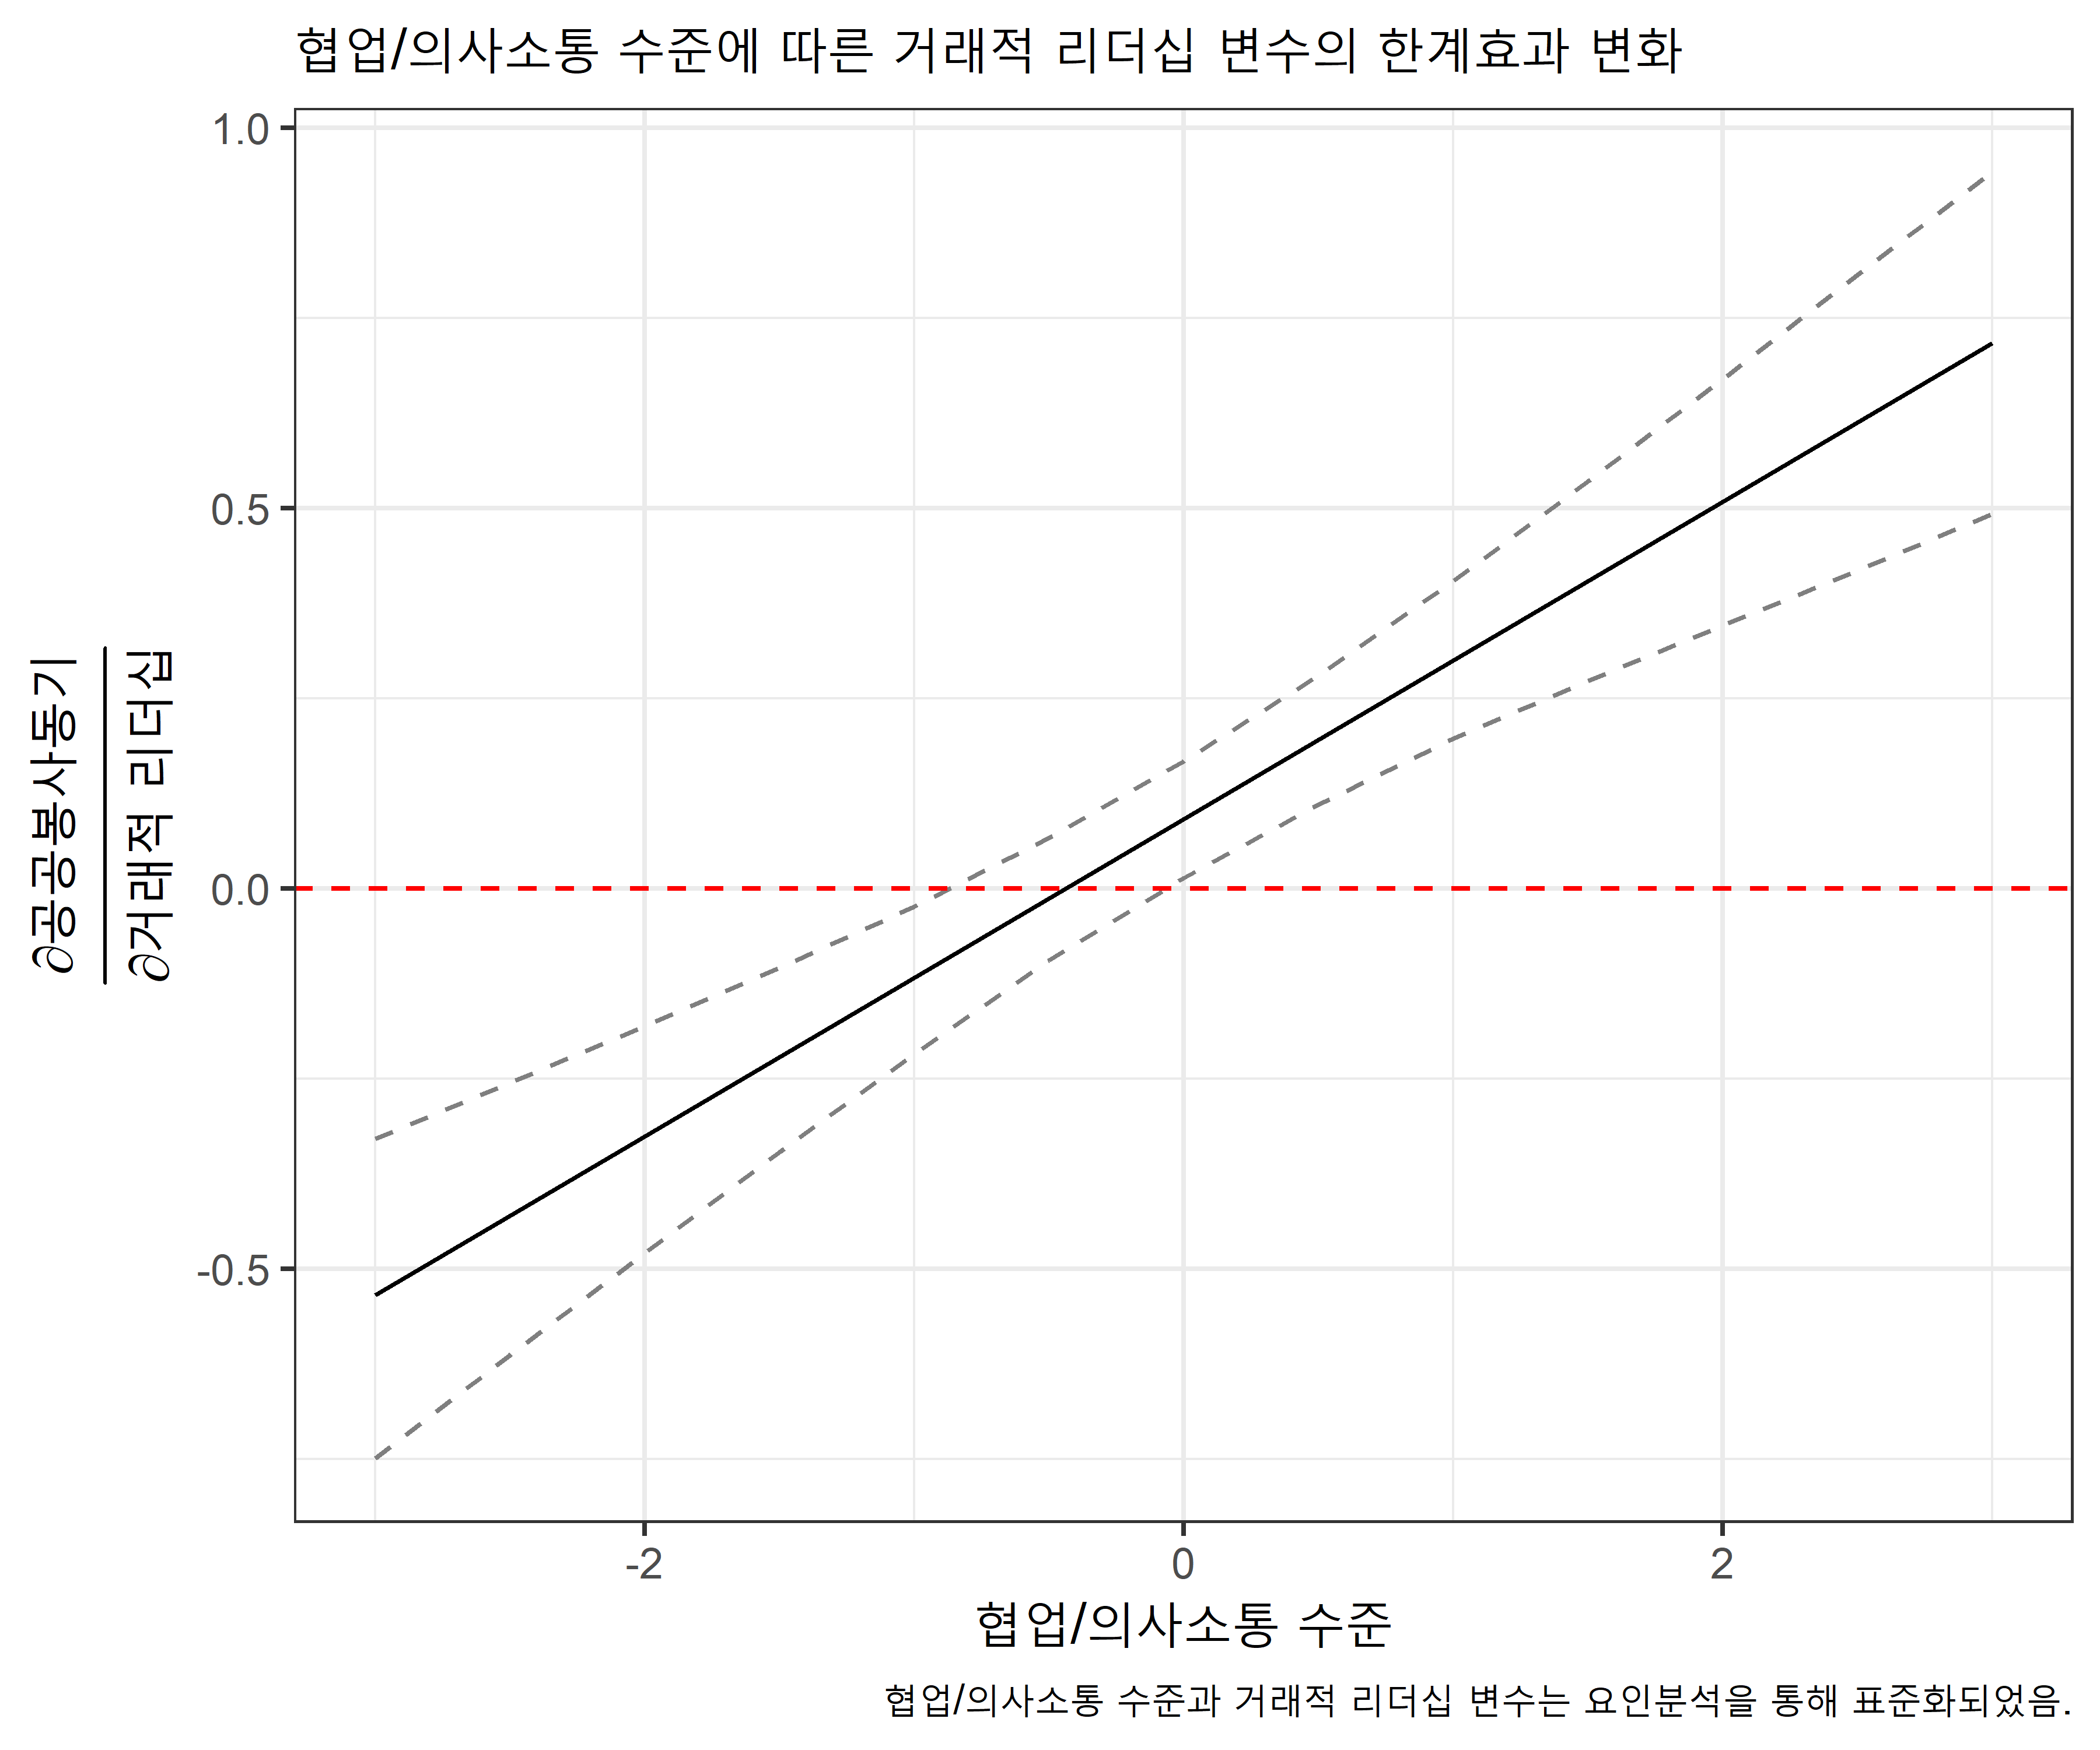 협업/의사소통 수준에 따른 거래적 리더십 변수의 한계효과 변화
∂공공봉사동기
∂거래적 리더십
1.0
0.5
0.0
-0.5
-2
0
2
협업/의사소통 수준
협업/의사소통 수준과 거래적 리더십 변수는 요인분석을 통해 표준화되었음.